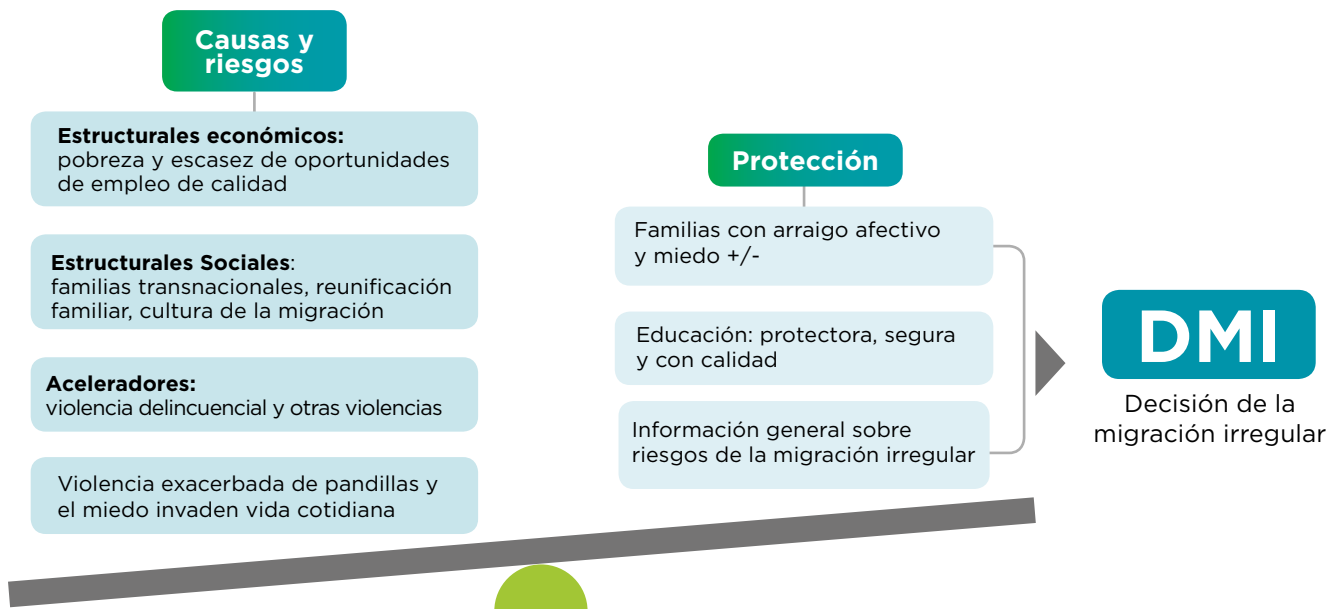 Causas y
riesgos
Estructurales económicos:
pobreza y escasez de oportunidades
de empleo de calidad
Estructurales Sociales:
familias transnacionales, reunificación
familiar, cultura de la migración
Aceleradores:
violencia delincuencial y otras violencias
Violencia exacerbada de pandillas y
el miedo invaden vida cotidiana
Protección
Familias con arraigo afectivo
y miedo +/-
Educación: protectora, segura
y con calidad
Información general sobre
riesgos de la migración irregular
DMI
Decisión de la
migración irregular